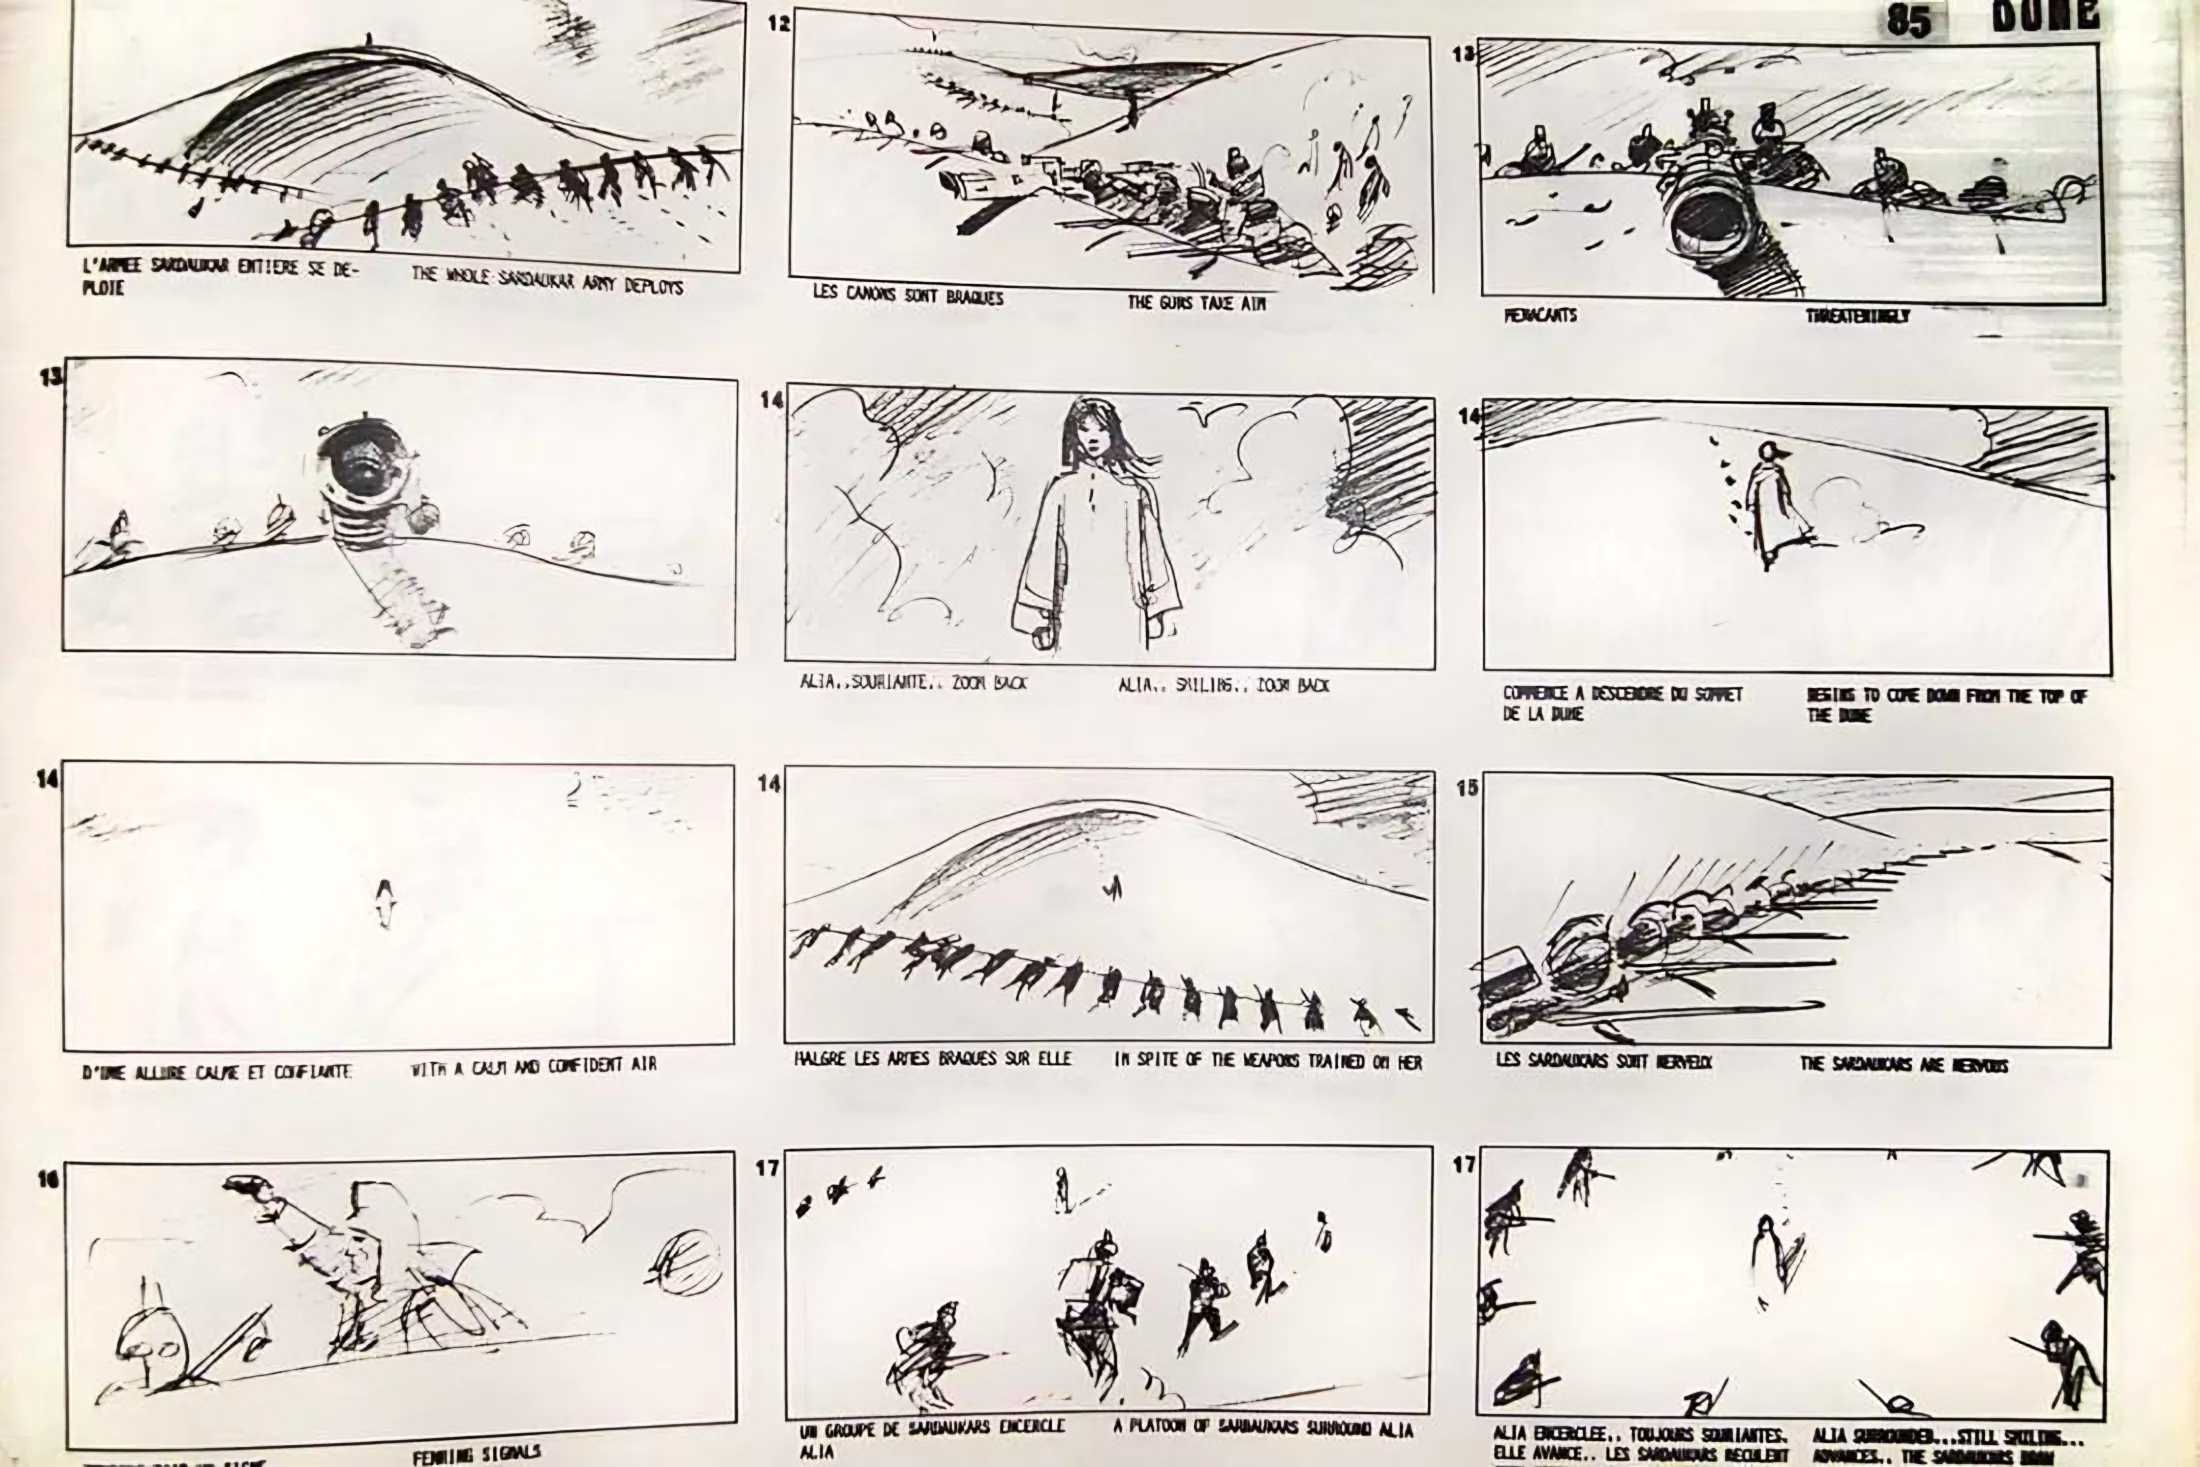 85 DUNE
12
13
L'ARMEE SARDAUKAR ENTIERE SE DE-
PLOIE
THE WHOLE SARDAUKAR ARMY DEPLOYS
LES CANONS SONT BRAQUES
THE GUNS TAKE AIM
MENACANTS
THREATENINGLY
13
14
14
ALIA..SOURIANTE.. ZOOM BACK
ALIA.. SMILING.. ZOOM BACK
COMMENCE A DESCENDRE DU SOMMET
DE LA DUNE
BEGINS TO COME DOWN FROM THE TOP OF
THE DUNE
14
14
15
D'UNE ALLURE CALME ET CONFIANTE
WITH A CALM AND CONFIDENT AIR
MALGRE LES ARMES BRAQUES SUR ELLE
IN SPITE OF THE WEAPONS TRAINED ON HER
LES SARDAUKARS SONT NERVEUX
THE SARDAUKARS ARE NERVOUS
16
17
17
FENRING SIGNALS
UN GROUPE DE SARDAUKARS ENCERCLE
ALIA
A PLATOON OF SARDAUKARS SURROUND ALIA
ALIA ENCERCLEE.. TOUJOURS SOURIANTES.
ELLE AVANCE.. LES SARDAUKARS RECULENT
ALIA SURROUNDED...STILL SMILING...
ADVANCES.. THE SARDAUKARS